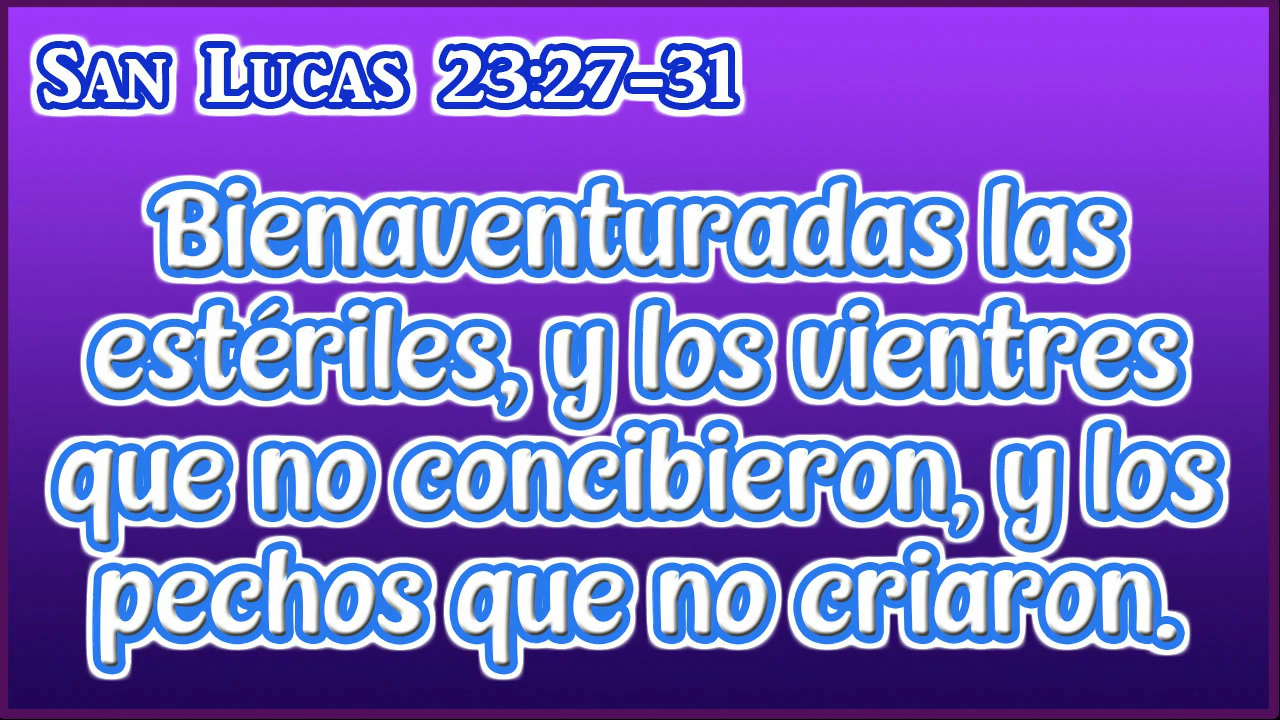 San Lucas 23:27-31
Bienaventuradas las
estériles, y los vientres
que no concibieron, y los
pechos que no criaron.